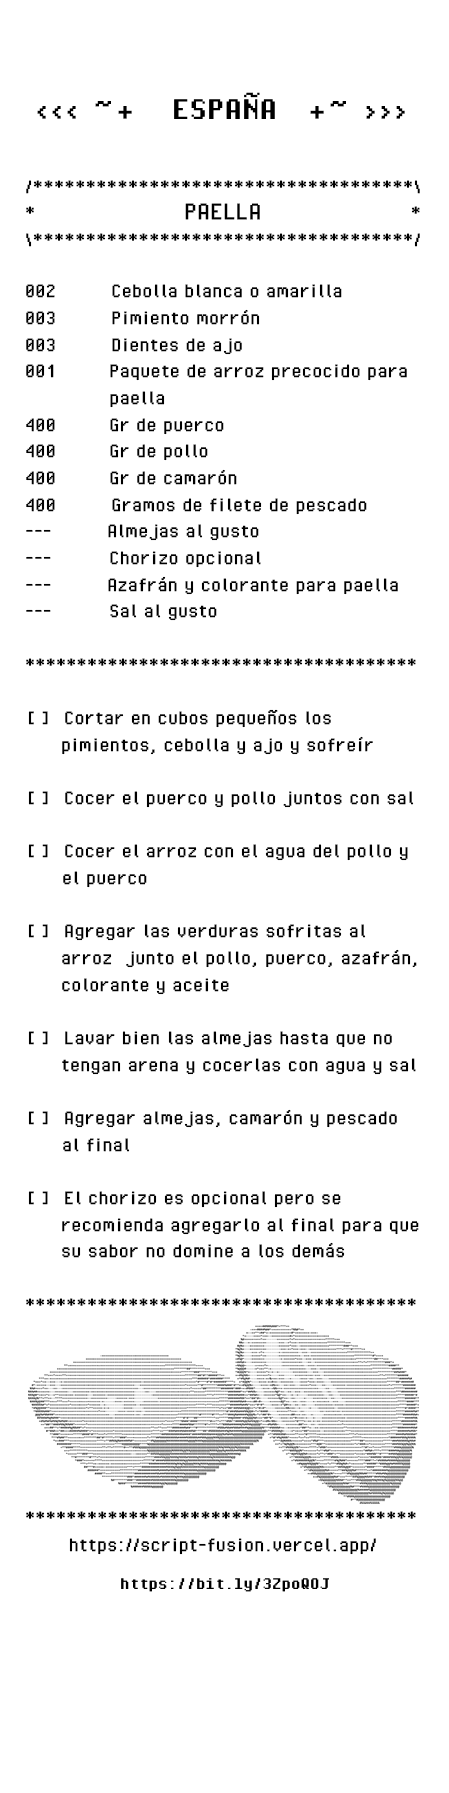 <<< ~+ ESPAÑA +~ >>>
/************************************\
* PAELLA *
\************************************/
002 Cebolla blanca o amarilla
003 Pimiento morrón
003 Dientes de ajo
001 Paquete de arroz precocido para
paella
400 Gr de puerco
400 Gr de pollo
400 Gr de camarón
400 Gramos de filete de pescado
--- Almejas al gusto
--- Chorizo opcional
--- Azafrán y colorante para paella
--- Sal al gusto
**************************************
[ ] Cortar en cubos pequeños los
pimientos, cebolla y ajo y sofreír
[ ] Cocer el puerco y pollo juntos con sal
[ ] Cocer el arroz con el agua del pollo y
el puerco
[ ] Agregar las verduras sofritas al
arroz junto el pollo, puerco, azafrán,
colorante y aceite
[ ] Lavar bien las almejas hasta que no
tengan arena y cocerlas con agua y sal
[ ] Agregar almejas, camarón y pescado
al final
[ ] El chorizo es opcional pero se
recomienda agregarlo al final para que
su sabor no domine a los demás
**************************************
**************************************
https://script-fusion.vercel.app/
https://bit.ly/3ZpoQOJ